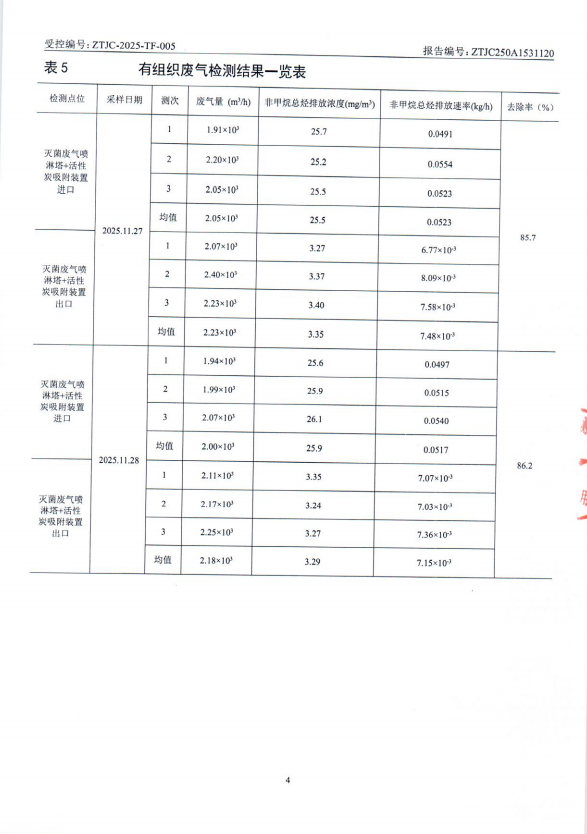 受控编号: ZTJC-2025-TF-005
报告编号: ZTJC250A1531120
表 5 有组织废气检测结果一览表
检测点位 采样日期 测次 废气量 (m³/h) 非甲烷总烃排放浓度(mg/m³) 非甲烷总烃排放速率(kg/h) 去除率（%）
灭菌废气喷
淋塔+活性
炭吸附装置
进口
2025.11.27
1 1.91×10³ 25.7 0.0491
2 2.20×10³ 25.2 0.0554
3 2.05×10³ 25.5 0.0523
均值 2.05×10³ 25.5 0.0523
85.7
灭菌废气喷
淋塔+活性
炭吸附装置
出口
1 2.07×10³ 3.27 6.77×10⁻³
2 2.40×10³ 3.37 8.09×10⁻³
3 2.23×10³ 3.40 7.58×10⁻³
均值 2.23×10³ 3.35 7.48×10⁻³
灭菌废气喷
淋塔+活性
炭吸附装置
进口
2025.11.28
1 1.94×10³ 25.6 0.0497
2 1.99×10³ 25.9 0.0515
3 2.07×10³ 26.1 0.0540
均值 2.00×10³ 25.9 0.0517
86.2
灭菌废气喷
淋塔+活性
炭吸附装置
出口
1 2.11×10³ 3.35 7.07×10⁻³
2 2.17×10³ 3.24 7.03×10⁻³
3 2.25×10³ 3.27 7.36×10⁻³
均值 2.18×10³ 3.29 7.15×10⁻³
4